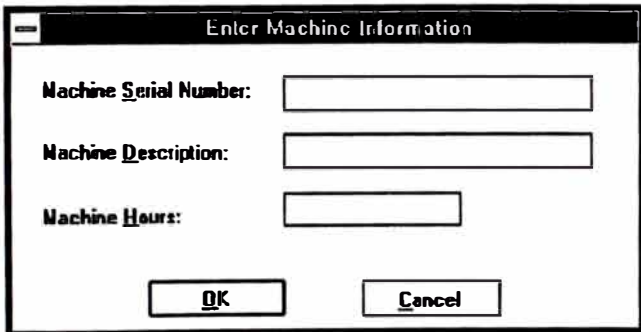 Enter Machine Information
Machine Serial Number:
Machine Description:
Machine Hours:
OK Cancel